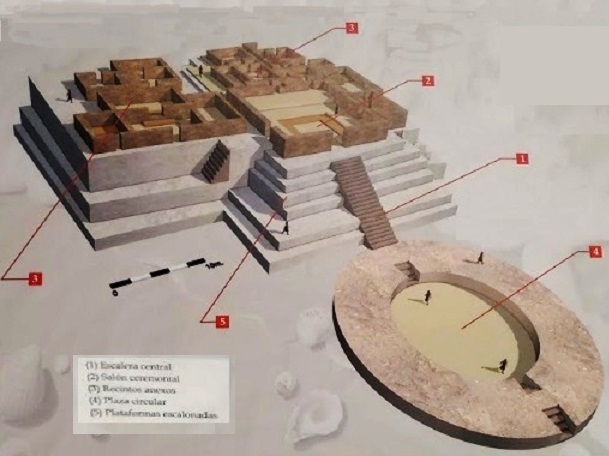 3
2
1
4
3
5
0
(1) Escalera central
(2) Salón ceremonial
(3) Recintos anexos
(4) Plaza circular
(5) Plataformas escalonadas